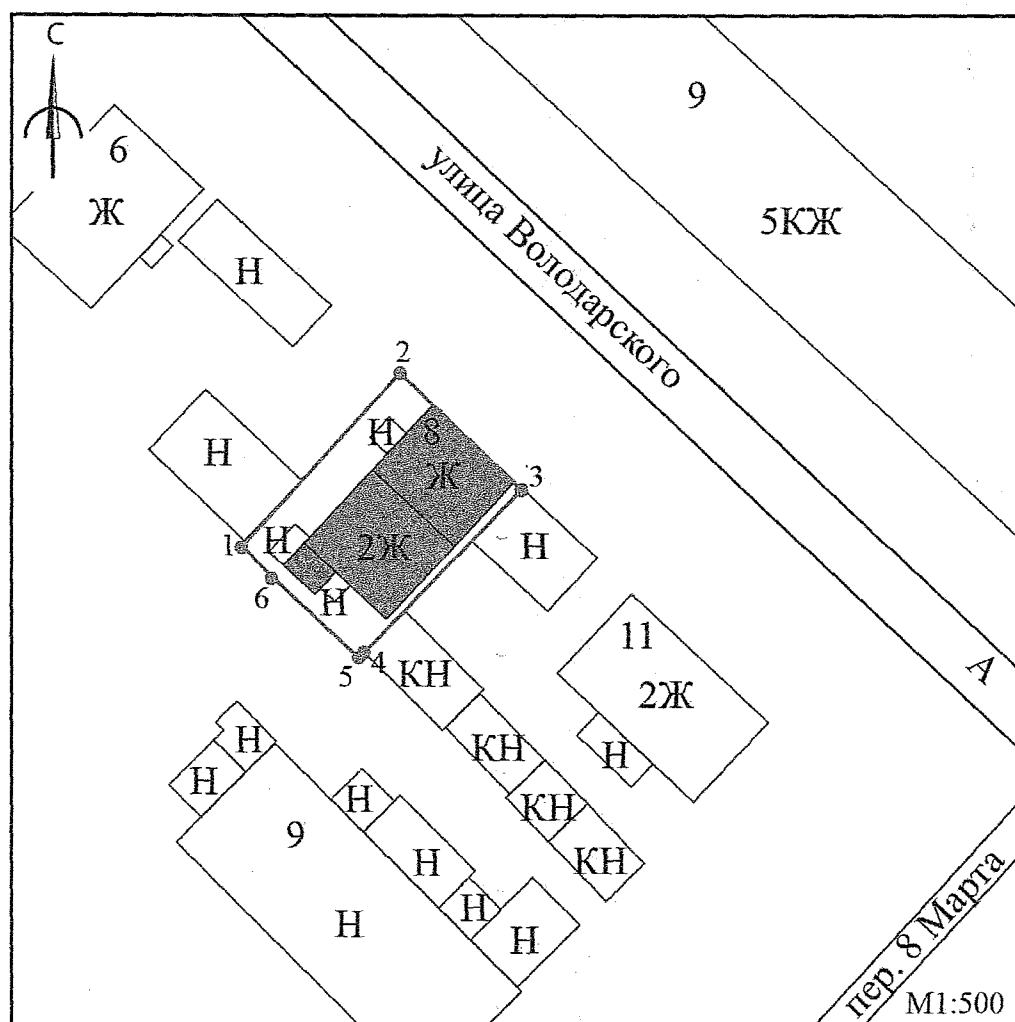 С
9
6
Ж
5КЖ
улица Володарского
Н
2
Н
Н
8
Ж
3
1
Н
2Ж
Н
6
Н
11
4
5
КН
2Ж
А
Н
КН
Н
Н
Н
КН
9
КН
Н
Н
Н
Н
пер. 8 Марта
М1:500